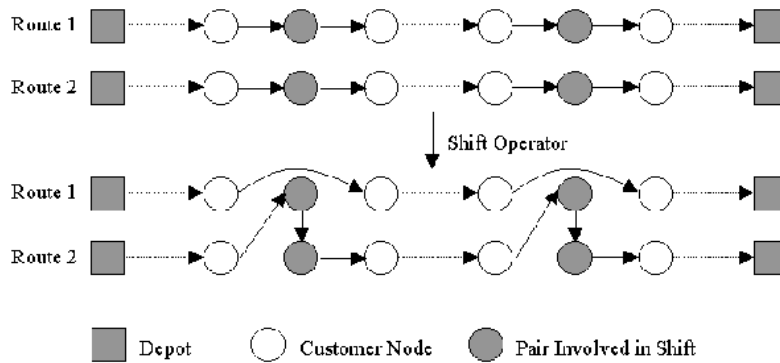 Route 1
Route 2
Shift Operator
Route 1
Route 2
Depot
Customer Node
Pair Involved in Shift